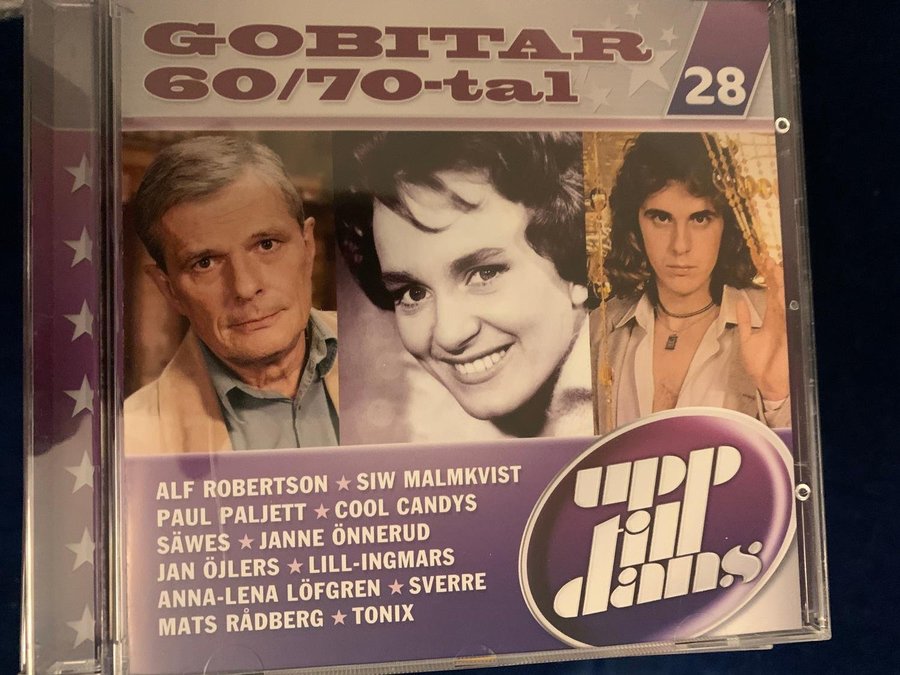 GOBITAR
60/70-tal
28
ALF ROBERTSON ★ SIW MALMKVIST
PAUL PALJETT ★ COOL CANDYS
SÄWES ★ JANNE ÖNNERUD
JAN ÖJLERS ★ LILL-INGMARS
ANNA-LENA LÖFGREN ★ SVERRE
MATS RÅDBERG ★ TONIX
upp
till
dans